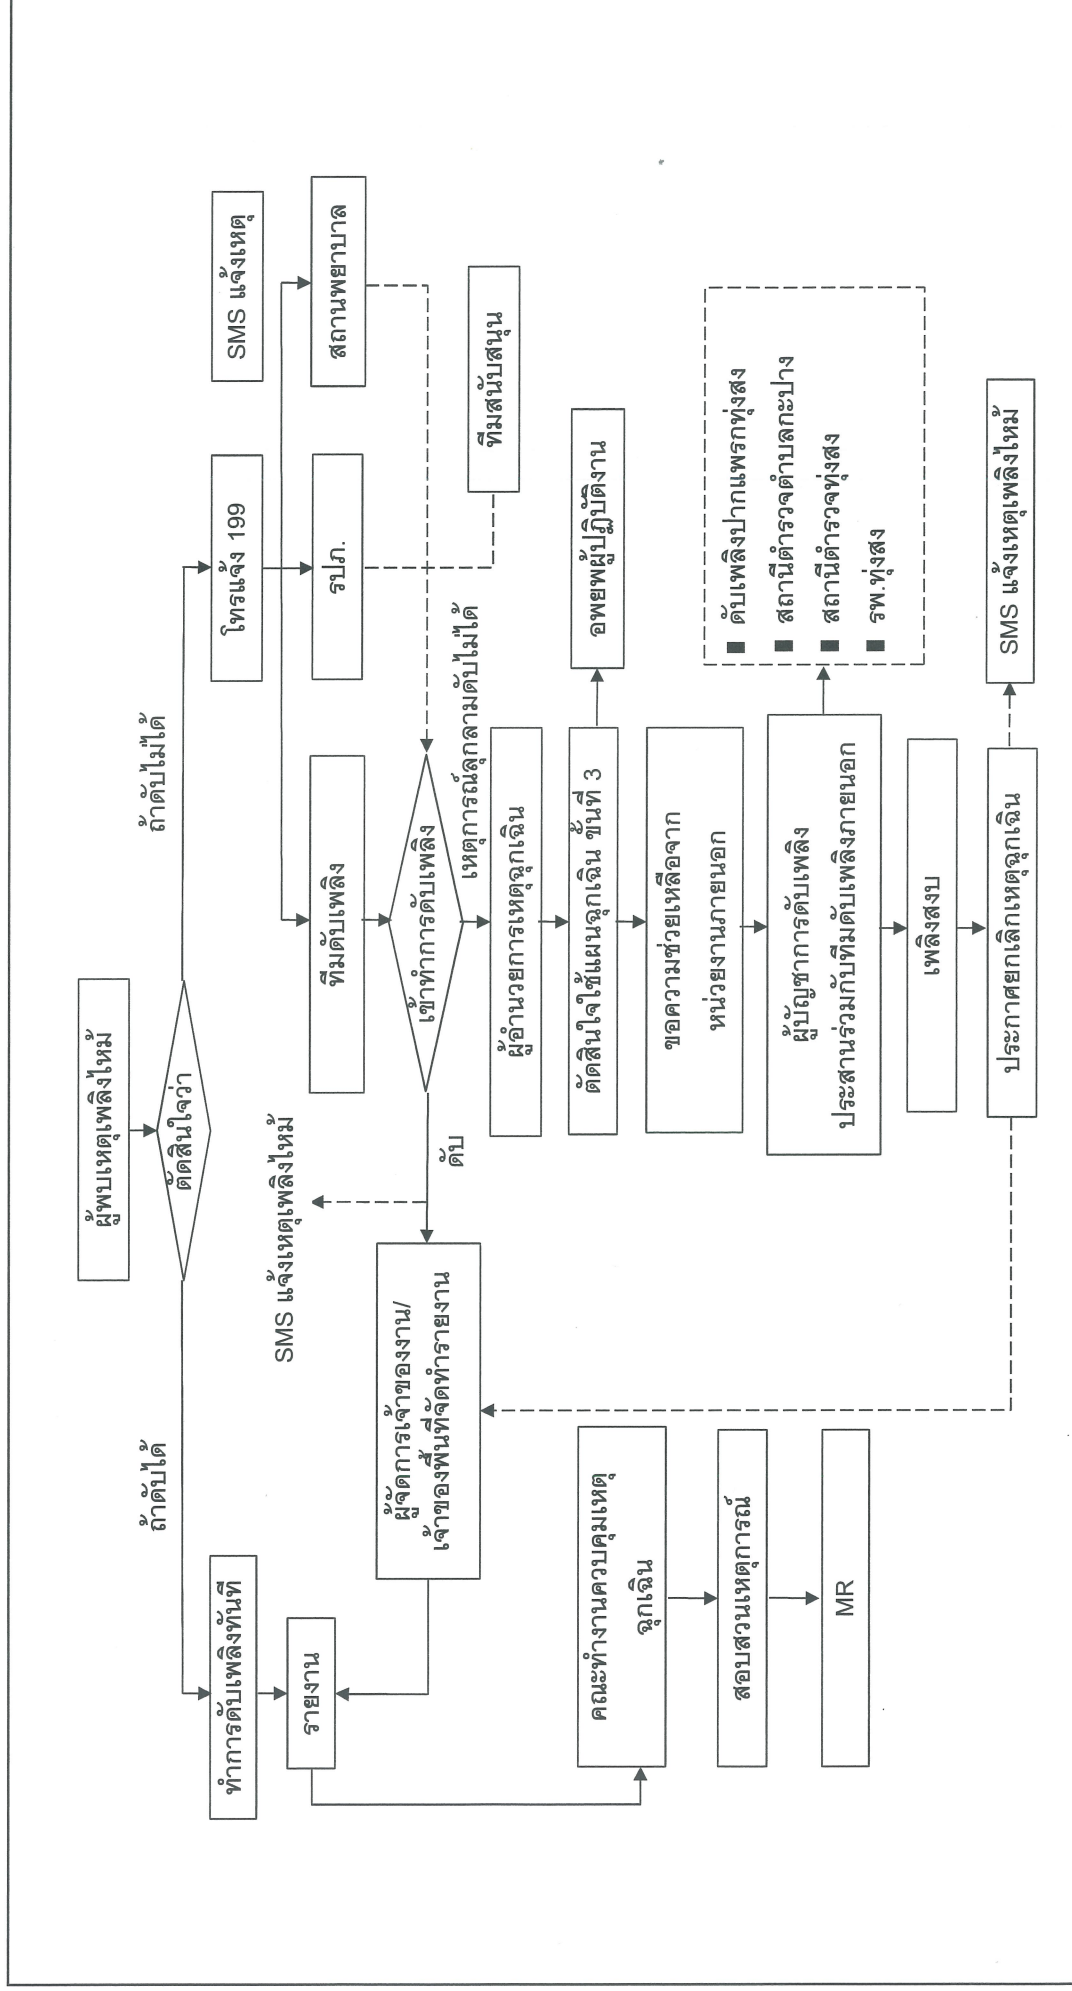 ผู้พบเหตุเพลิงไหม้
ตัดสินใจว่า
ถ้าดับได้
ถ้าดับไม่ได้
ทำการดับเพลิงทันที
โทรแจ้ง 199
SMS แจ้งเหตุ
รายงาน
SMS แจ้งเหตุเพลิงไหม้
ทีมดับเพลิง
รปภ.
สถานพยาบาล
ผู้จัดการเจ้าของงาน/
เจ้าของพื้นที่จัดทำรายงาน
ดับ
เข้าทำการดับเพลิง
เหตุการณ์ลุกลามดับไม่ได้
ทีมสนับสนุน
ผู้อำนวยการเหตุฉุกเฉิน
ตัดสินใจใช้แผนฉุกเฉิน ขั้นที่ 3
อพยพผู้ปฏิบัติงาน
คณะทำงานควบคุมเหตุ
ฉุกเฉิน
ขอความช่วยเหลือจาก
หน่วยงานภายนอก
สอบสวนเหตุการณ์
ผู้บัญชาการดับเพลิง
ประสานร่วมกับทีมดับเพลิงภายนอก
■ ดับเพลิงปากแพรกทุ่งสง
■ สถานีตำรวจตำบลกะปาง
■ สถานีตำรวจทุ่งสง
■ รพ.ทุ่งสง
MR
เพลิงสงบ
ประกาศยกเลิกเหตุฉุกเฉิน
SMS แจ้งเหตุเพลิงไหม้